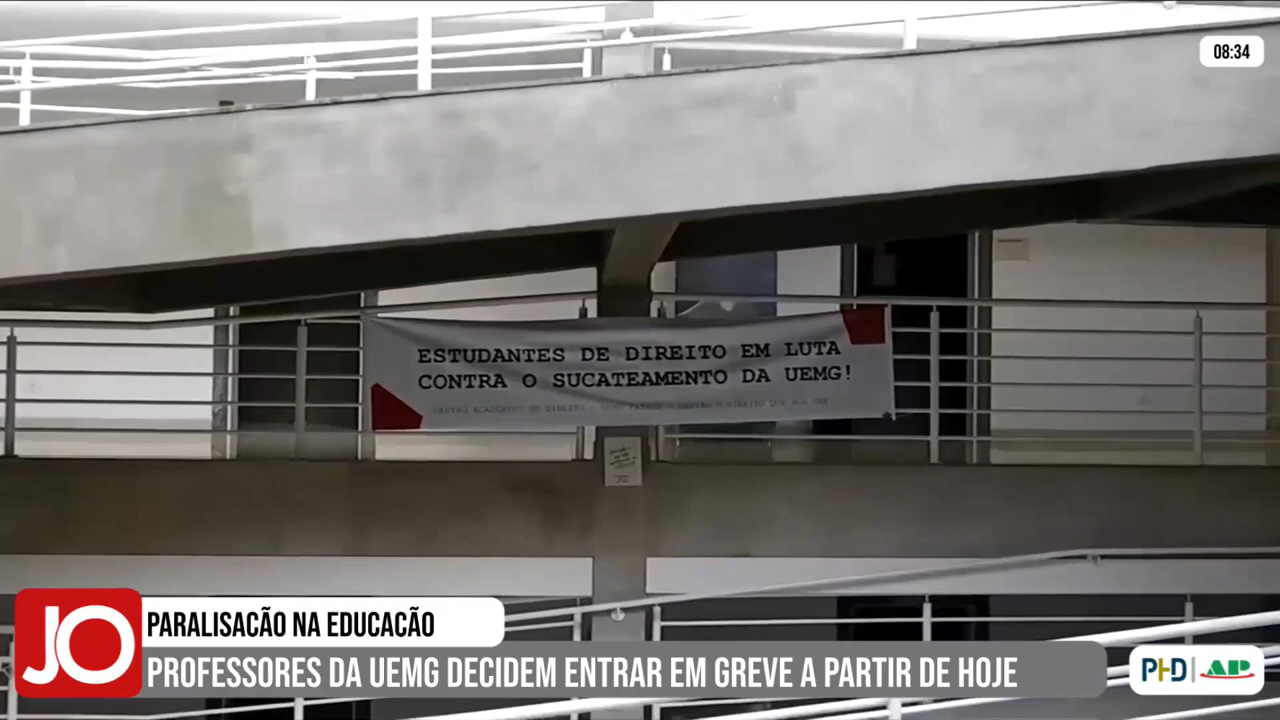 08:34
ESTUDANTES DE DIREITO EM LUTA
CONTRA O SUCATEAMENTO DA UEMG!
JO
PARALISACÃO NA EDUCACÃO
PROFESSORES DA UEMG DECIDEM ENTRAR EM GREVE A PARTIR DE HOJE
PHD | AP